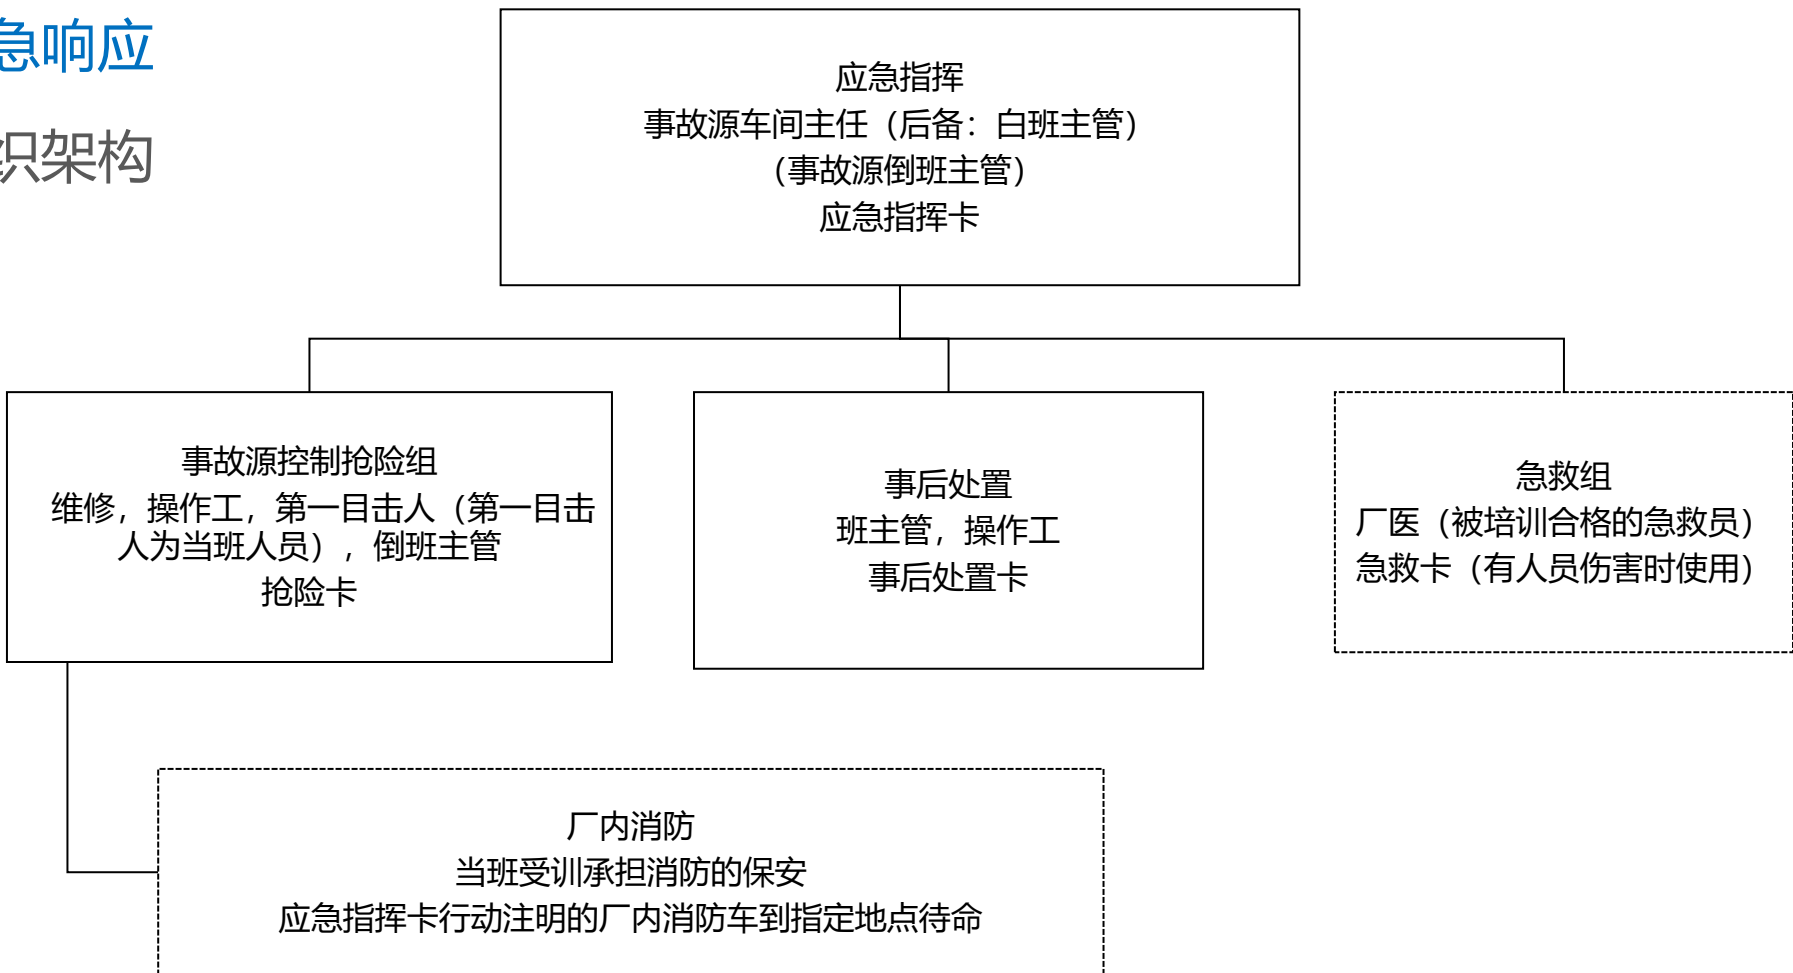 急响应
织架构
应急指挥
事故源车间主任（后备：白班主管）
（事故源倒班主管）
应急指挥卡
事故源控制抢险组
维修，操作工，第一目击人（第一目击
人为当班人员），倒班主管
抢险卡
事后处置
班主管，操作工
事后处置卡
急救组
厂医（被培训合格的急救员）
急救卡（有人员伤害时使用）
厂内消防
当班受训承担消防的保安
应急指挥卡行动注明的厂内消防车到指定地点待命